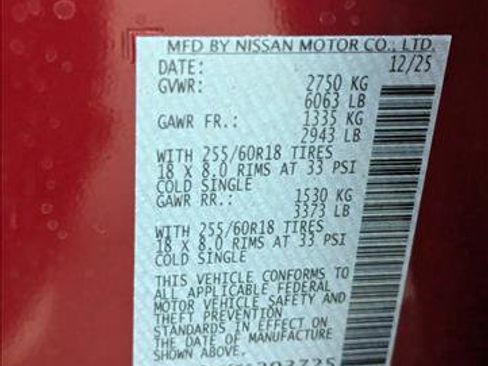 MFD BY NISSAN MOTOR CO., LTD.
DATE: 12/25
GVWR: 2750 KG
6063 LB
GAWR FR.: 1335 KG
2943 LB
WITH 255/60R18 TIRES
18 X 8.0 RIMS AT 33 PSI
COLD SINGLE
GAWR RR.: 1530 KG
3373 LB
WITH 255/60R18 TIRES
18 X 8.0 RIMS AT 33 PSI
COLD SINGLE
THIS VEHICLE CONFORMS TO
ALL APPLICABLE FEDERAL
MOTOR VEHICLE SAFETY AND
THEFT PREVENTION
STANDARDS IN EFFECT ON
THE DATE OF MANUFACTURE
SHOWN ABOVE.